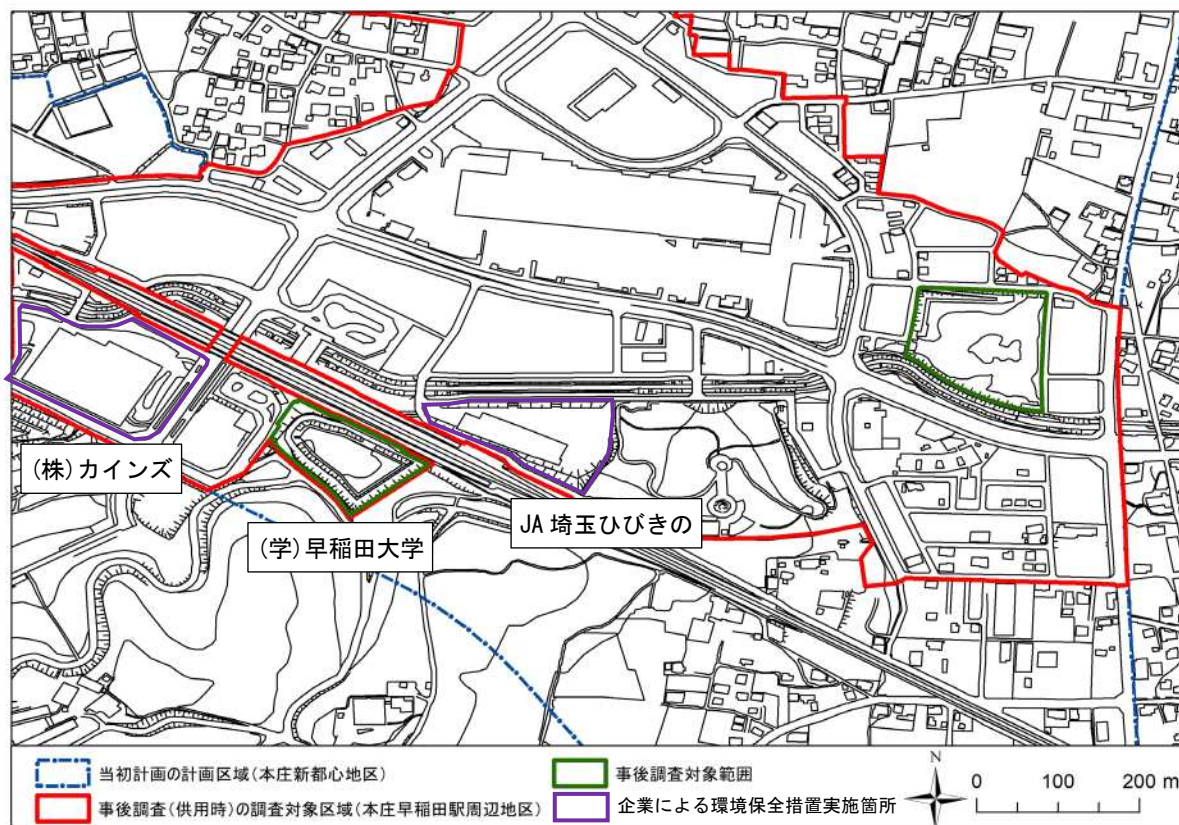 (株)カインズ
(学)早稲田大学
JA 埼玉ひびきの
当初計画の計画区域(本庄新都心地区)
事後調査対象範囲
事後調査(供用時)の調査対象区域(本庄早稲田駅周辺地区)
企業による環境保全措置実施箇所
N
0 100 200 m